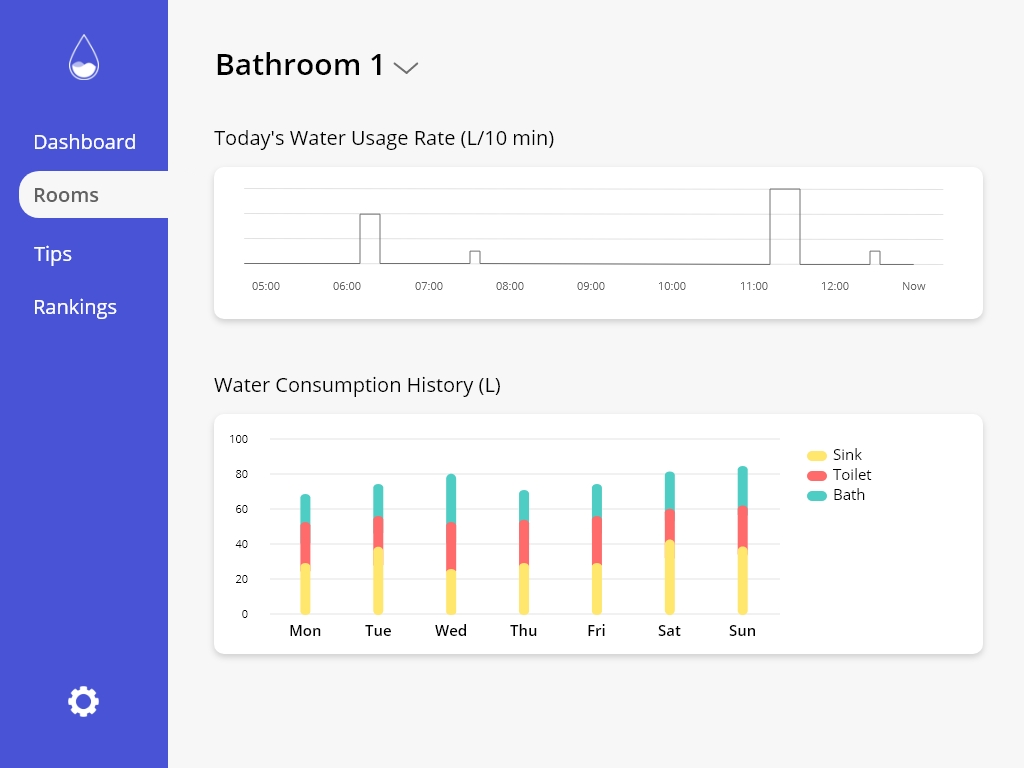 Bathroom 1
Dashboard
Rooms
Tips
Rankings
Today's Water Usage Rate (L/10 min)
05:00 06:00 07:00 08:00 09:00 10:00 11:00 12:00 Now
Water Consumption History (L)
100
80
60
40
20
0
Mon Tue Wed Thu Fri Sat Sun
Sink
Toilet
Bath